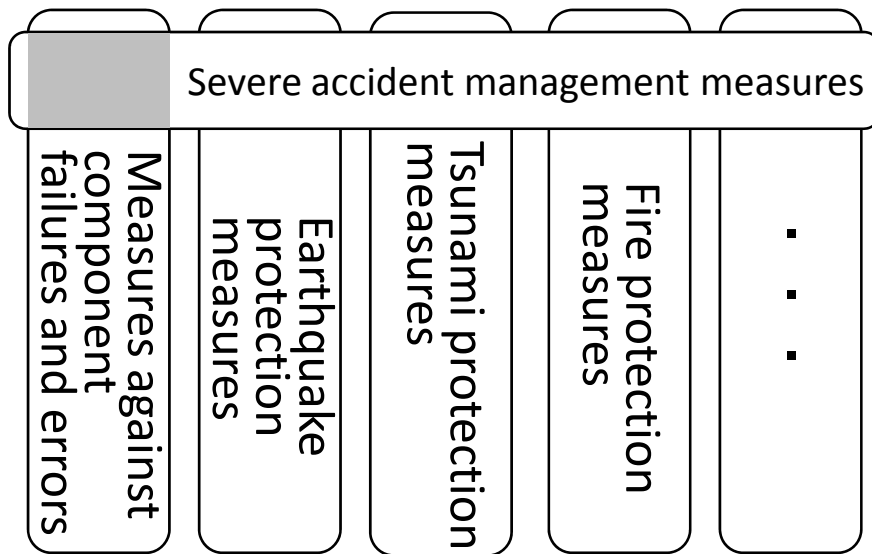 Severe accident management measures
Measures against
component
failures and errors
Earthquake
protection
measures
Tsunami protection
measures
Fire protection
measures
. . .